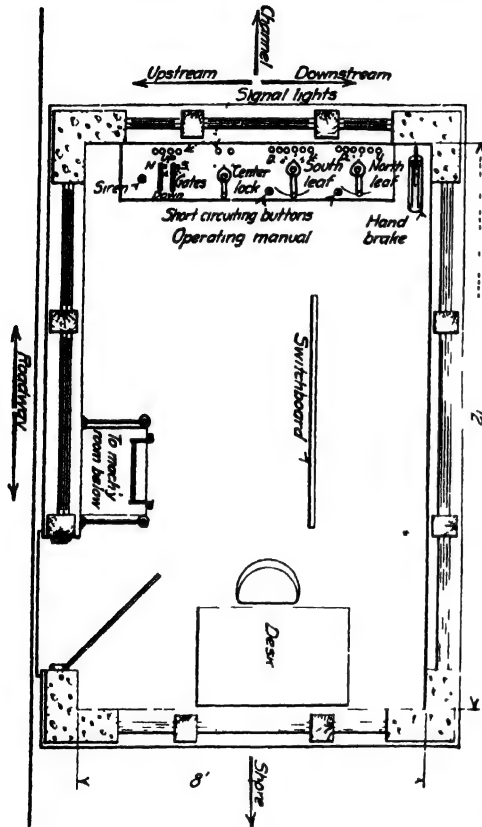 Channel
Upstream
Downstream
Signal lights
N
S
Siren
Gates
Down
Center lock
South leaf
North leaf
Short circuiting buttons
Operating manual
Hand brake
Roadway
Switchboard
To mach'y
room below
Desk
8'
Shore